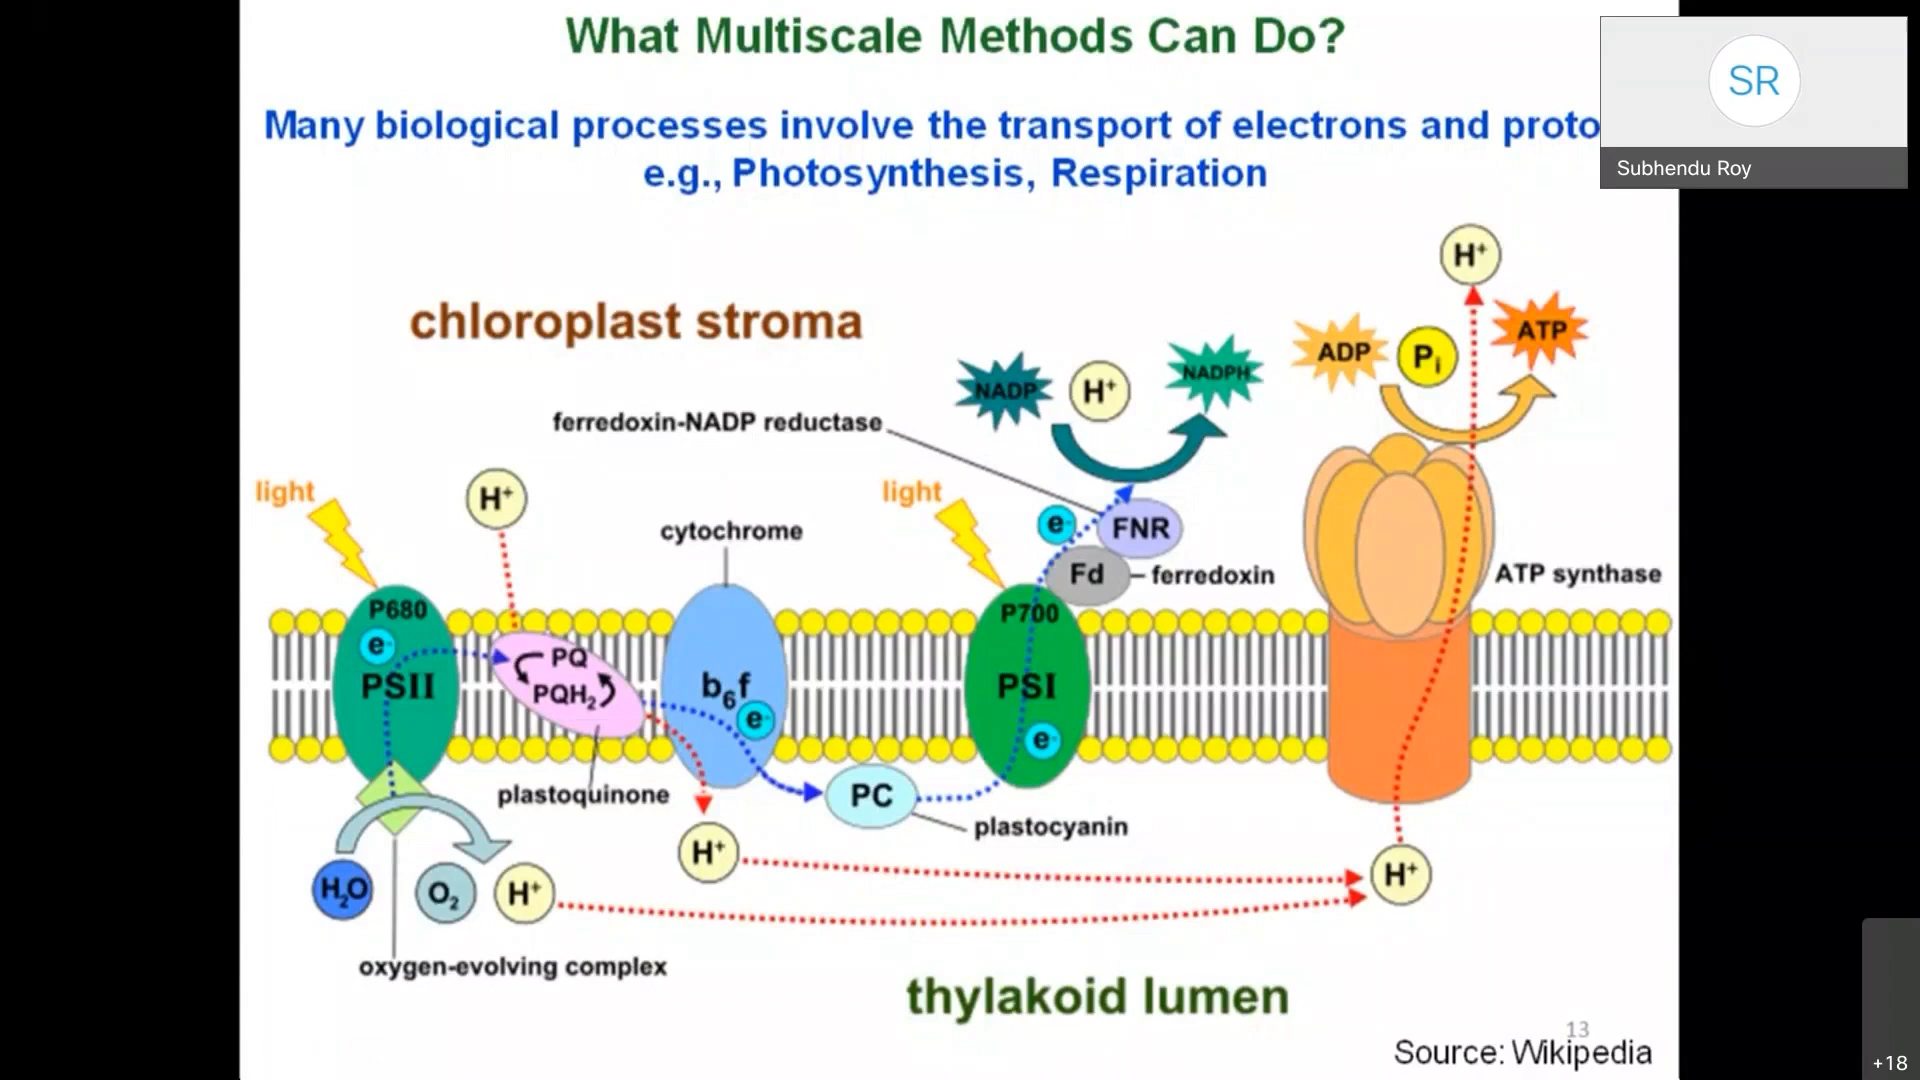 What Multiscale Methods Can Do?
Many biological processes involve the transport of electrons and proto
e.g., Photosynthesis, Respiration
SR
Subhendu Roy
H⁺
chloroplast stroma
NADP
H⁺
NADPH
ADP
Pᵢ
ATP
ferredoxin-NADP reductase
light
H⁺
cytochrome
light
e⁻
FNR
Fd
ferredoxin
ATP synthase
P680
e⁻
PSII
PQ
PQH₂
b₆f
e⁻
P700
PSI
e⁻
plastoquinone
PC
plastocyanin
H⁺
H₂O
O₂
H⁺
H⁺
oxygen-evolving complex
thylakoid lumen
13
Source: Wikipedia
+18